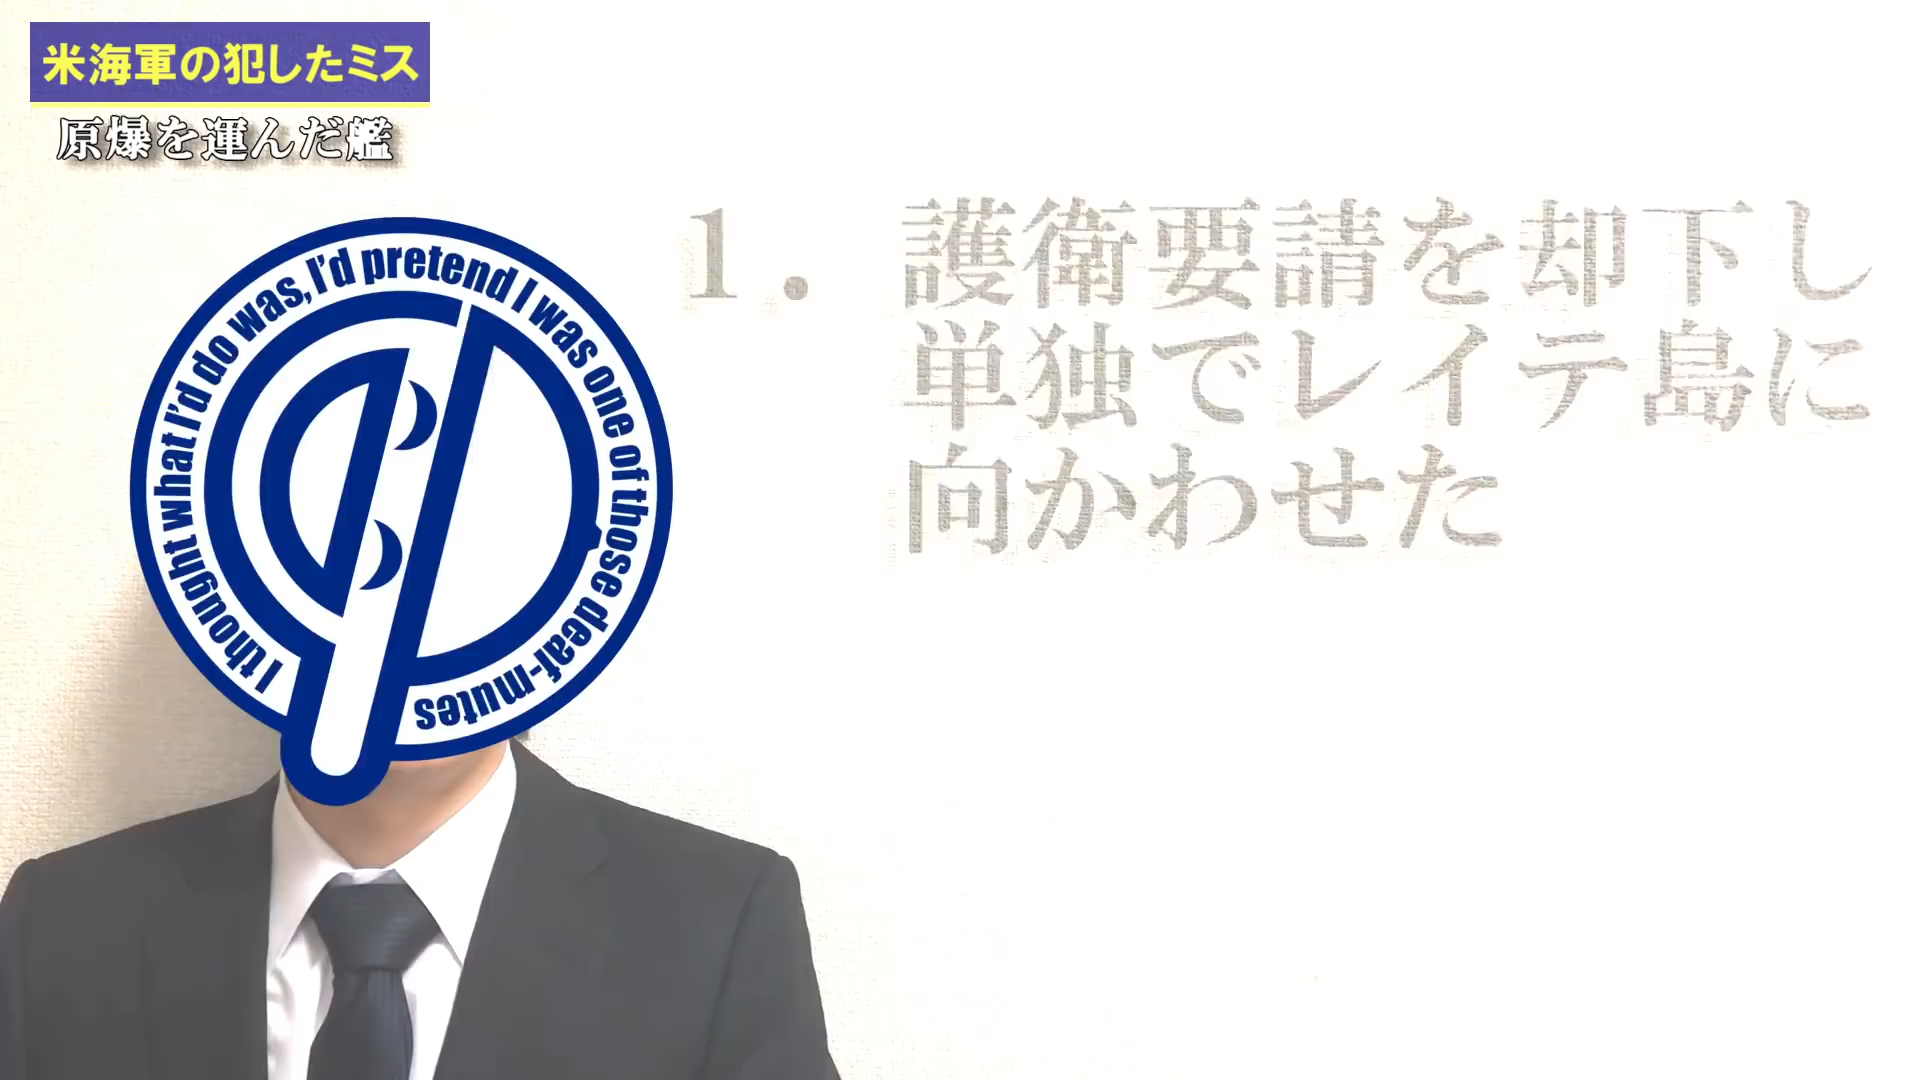 米海軍の犯したミス
原爆を運んだ艦
I thought what I'd do was, I'd pretend I was one of those deaf-mutes
1. 護衛要請を却下し
単独でレイテ島に
向かわせた